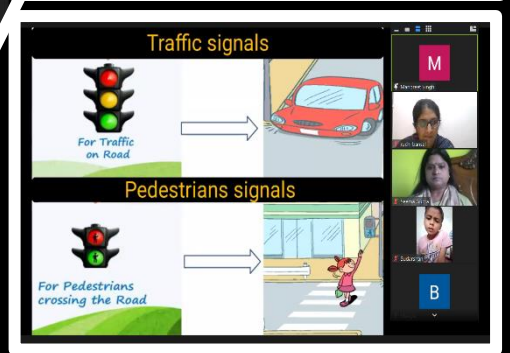 Traffic signals
For Traffic
on Road
Pedestrians signals
For Pedestrians
crossing the Road
M
B